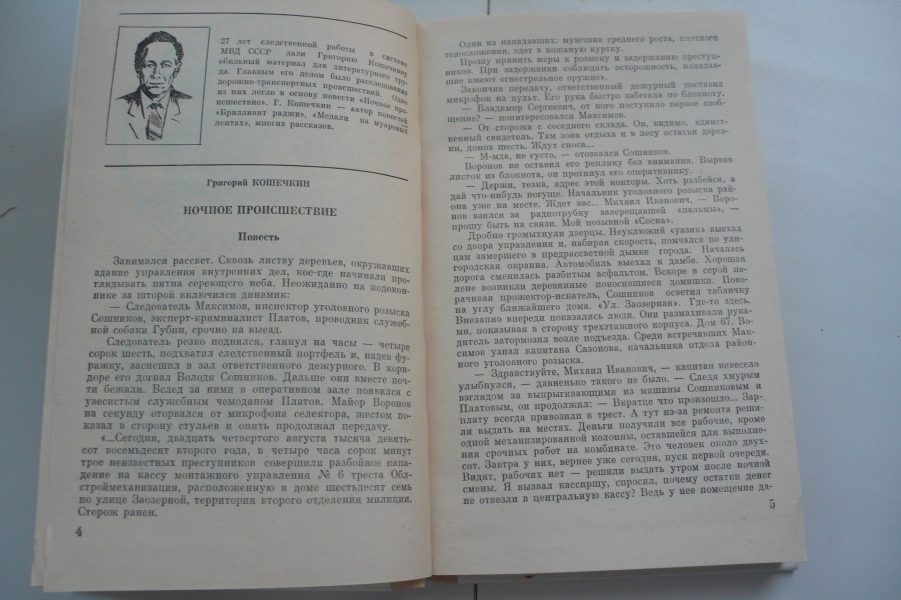 27 лет следственной работы в системе
МВД СССР дали Григорию Кошечкину
обильный материал для литературного тру-
да. Главным его делом было расследование
дорожно-транспортных происшествий. Одно
из них легло в основу повести «Ночное про-
исшествие». Г. Кошечкин — автор повестей
«Бриллиант раджи», «Медали на муаровых
лентах», многих рассказов.
Григорий КОШЕЧКИН
НОЧНОЕ ПРОИСШЕСТВИЕ
Повесть
Занимался рассвет. Сквозь листву деревьев, окружавших
здание управления внутренних дел, кое-где начинали про-
глядывать пятна сереющего неба. Неожиданно на подокон-
нике за шторой включился динамик:
— Следователь Максимов, инспектор уголовного розыска
Сошников, эксперт-криминалист Платов, проводник служеб-
ной собаки Губин, срочно на выезд.
Следователь резко поднялся, глянул на часы — четыре
сорок шесть, подхватил следственный портфель и, надев фу-
ражку, заспешил в зал ответственного дежурного. В кори-
доре его догнал Володя Сошников. Дальше они вместе поч-
ти бежали. Вслед за ними в оперативном зале появился с
увесистым служебным чемоданом Платов. Майор Воронов
на секунду оторвался от микрофона селектора, жестом по-
казал в сторону стульев и опять продолжал передачу.
«...Сегодня, двадцать четвертого августа тысяча девять-
сот восемьдесят второго года, в четыре часа сорок минут
трое неизвестных преступников совершили разбойное напа-
дение на кассу монтажного управления № 6 треста Обл-
строймеханизация, расположенную в доме шестьдесят семь
по улице Заозерной, территория второго отделения милиции.
Сторож ранен.
4
Один из нападавших: мужчина среднего роста, плотного
телосложения, одет в кожаную куртку.
Прошу принять меры к розыску и задержанию преступ-
ников. При задержании соблюдать осторожность, нападав-
шие имеют огнестрельное оружие».
Закончив передачу, ответственный дежурный поставил
микрофон на пульт. Его рука быстро забегала по блокноту.
— Владимир Сергеевич, от кого поступило первое сооб-
щение? — поинтересовался Максимов.
— От сторожа с соседнего склада. Он, видимо, единст-
венный свидетель. Там зона отдыха и в лесу остатки дерев-
ни, домов шесть. Ждут сноса...
— М-мда, не густо, — отозвался Сошников.
Воронов не оставил его реплику без внимания. Вырвав
листок из блокнота, он протянул его оперативнику.
— Держи, тезка, адрес этой конторы. Хоть разбейся, а
дай что-нибудь погуще. Начальник уголовного розыска рай-
она уже на месте. Ждет вас... Михаил Иванович, — Воро-
нов взялся за радиотрубку заверещавшей «пальмы», —
прошу быть на связи. Мой позывной «Сосна».
Дробно громыхнули дверцы. Неуклюжий «уазик» выехал
со двора управления и, набирая скорость, помчался по ули-
цам замершего в предрассветной дымке города. Началась
городская окраина. Автомобиль выехал к дамбе. Хорошая
дорога сменилась разбитым асфальтом. Вскоре в серой пе-
лене возникли деревянные покосившиеся домишки. Пово-
рачивая прожектор-искатель, Сошников осветил табличку
на углу ближайшего дома. «Ул. Заозерная». Где-то здесь.
Внезапно впереди показались люди. Они размахивали рука-
ми, показывая в сторону трехэтажного корпуса. Дом 67. Во-
дитель затормозил возле подъезда. Среди встречавших Мак-
симов узнал капитана Сазонова, начальника отдела район-
ного уголовного розыска.
— Здравствуйте, Михаил Иванович, — капитан невесело
улыбнулся, — давненько такого не было. — Следя хмурым
взглядом за выпрыгивающими из машины Сошниковым и
Платовым, он продолжил: — Вкратце что произошло... Зар-
плату всегда привозили в трест. А тут из-за ремонта реши-
ли выдать на местах. Деньги получили все рабочие, кроме
одной механизированной колонны, оставшейся для выполне-
ния срочных работ на комбинате. Это человек около двух-
сот. Завтра у них, вернее уже сегодня, пуск первой очереди.
Видят, рабочих нет — решили выдать утром после ночной
смены. Я вызвал кассиршу, спросил, почему остатки денег
не отвезли в центральную кассу? Ведь у нее помещение да-
5